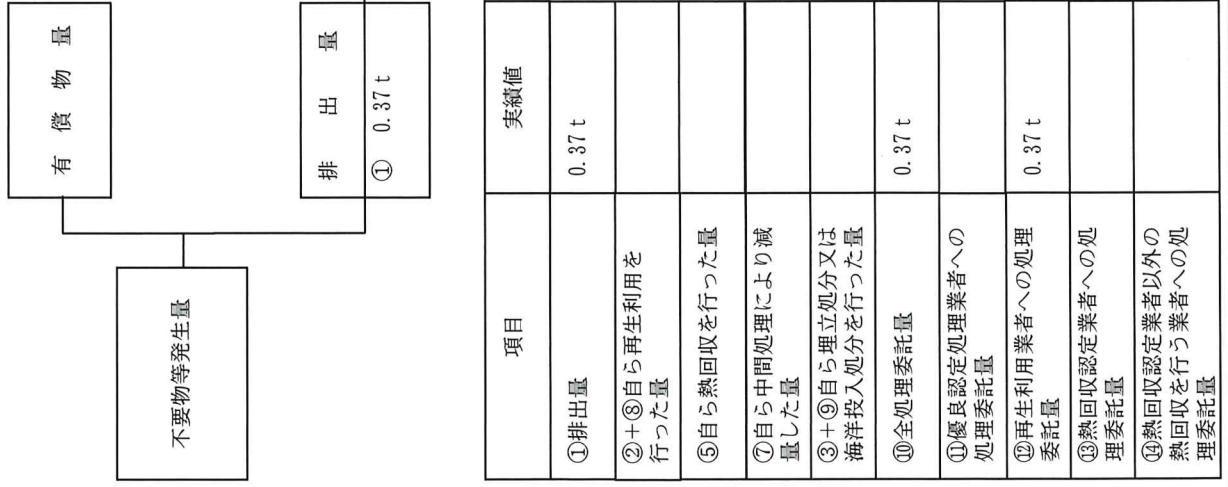 有償物量
不要物等発生量
排出量
① 0.37t
項目
実績値
①排出量
0.37t
②+⑧自ら再生利用を
行った量
⑤自ら熱回収を行った量
⑦自ら中間処理により減
量した量
③+⑨自ら埋立処分又は
海洋投入処分を行った量
⑩全処理委託量
0.37t
⑪優良認定処理業者への
処理委託量
⑫再生利用業者への処理
委託量
0.37t
⑬熱回収認定業者への処
理委託量
⑭熱回収認定業者以外の
熱回収を行う業者への処
理委託量